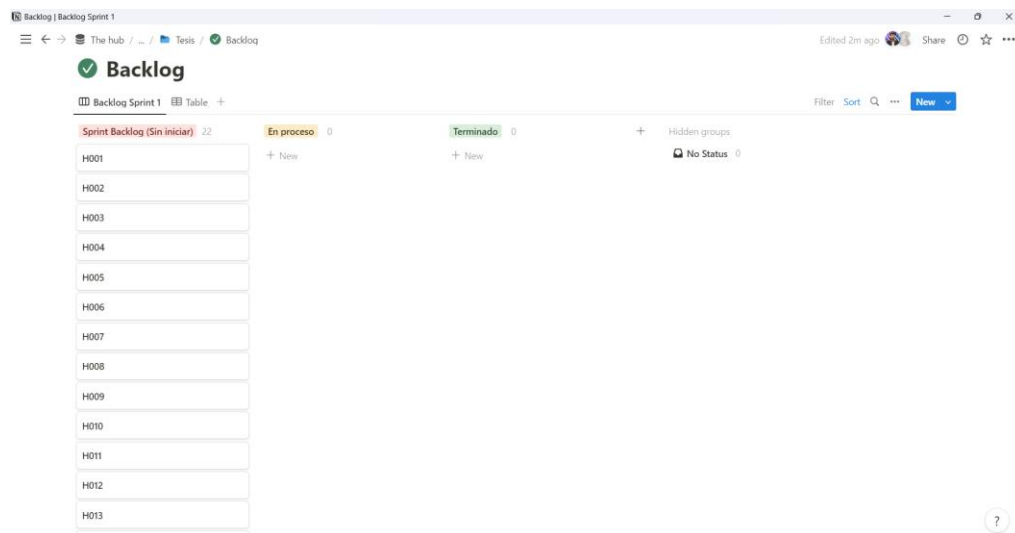 Backlog | Backlog Sprint 1
The hub / ... / Tesis / Backlog
Edited 2m ago Share
Backlog
Backlog Sprint 1 Table +
Filter Sort ... New
Sprint Backlog (Sin iniciar) 22 En proceso 0 Terminado 0 + Hidden groups
H001 + New + New No Status 0
H002
H003
H004
H005
H006
H007
H008
H009
H010
H011
H012
H013
?